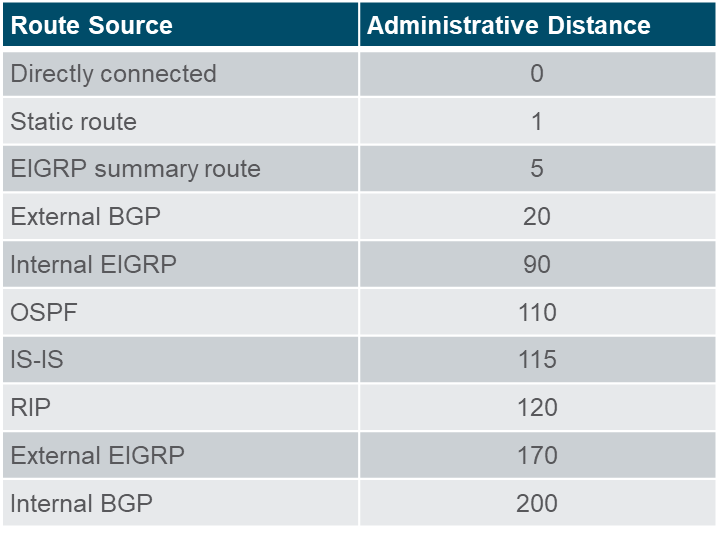 Route Source Administrative Distance
Directly connected 0
Static route 1
EIGRP summary route 5
External BGP 20
Internal EIGRP 90
OSPF 110
IS-IS 115
RIP 120
External EIGRP 170
Internal BGP 200